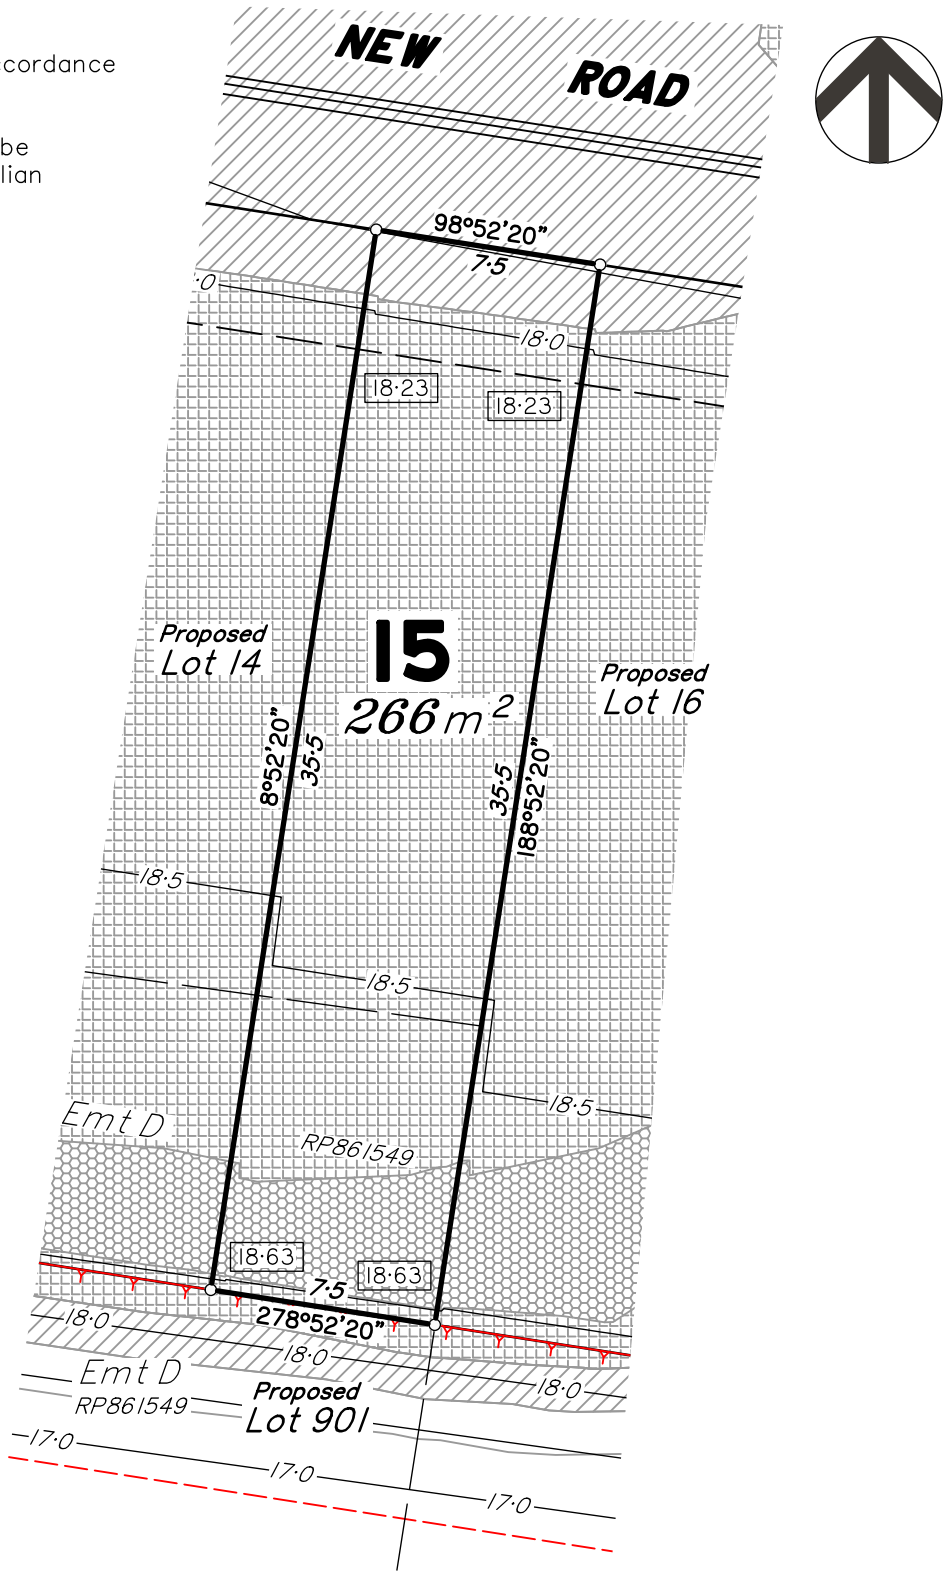 NEW ROAD
cordance
be
lian
98°52'20"
7·5
·0
18·0
18·23
18·23
15
266 m²
Proposed
Lot 14
Proposed
Lot 16
8°52'20"
35·5
35·5
188°52'20"
18·5
18·5
18·5
Emt D
RP861549
18·63
18·63
7·5
278°52'20"
18·0
18·0
18·0
Emt D
RP861549
Proposed
Lot 901
17·0
17·0
17·0